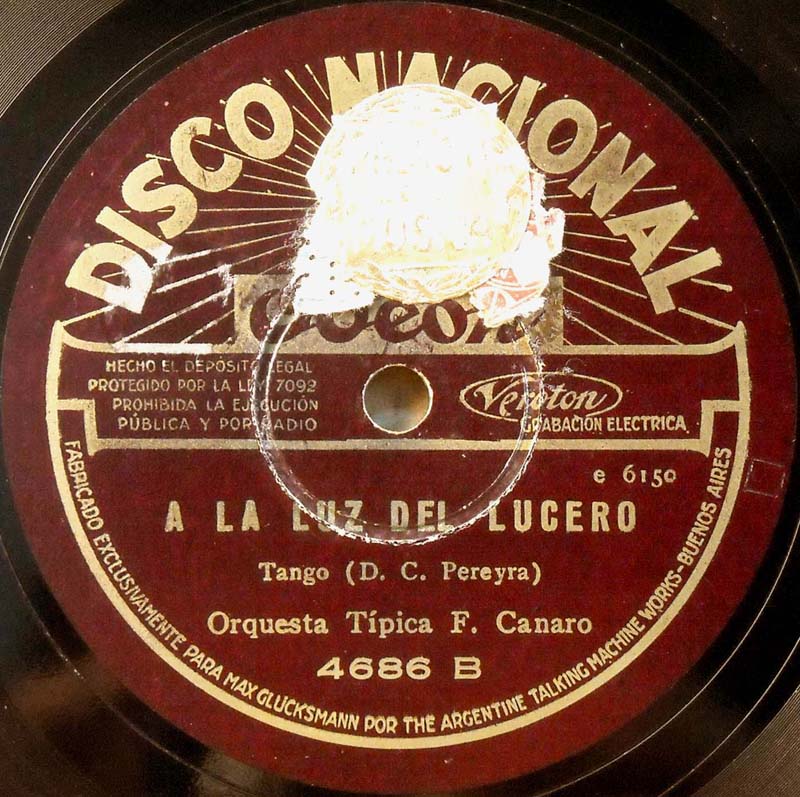 DISCO NACIONAL
Odeon
HECHO EL DEPÓSITO LEGAL
PROTEGIDO POR LA LEY 7092
PROHIBIDA LA EJECUCIÓN
PÚBLICA Y POR RADIO
Veroton
GRABACIÓN ELECTRICA
e 6150
A LA LUZ DEL LUCERO
Tango (D. C. Pereyra)
Orquesta Típica F. Canaro
4686 B
FABRICADO EXCLUSIVAMENTE PARA MAX GLUCKSMANN POR THE ARGENTINE TALKING MACHINE WORKS-BUENOS AIRES